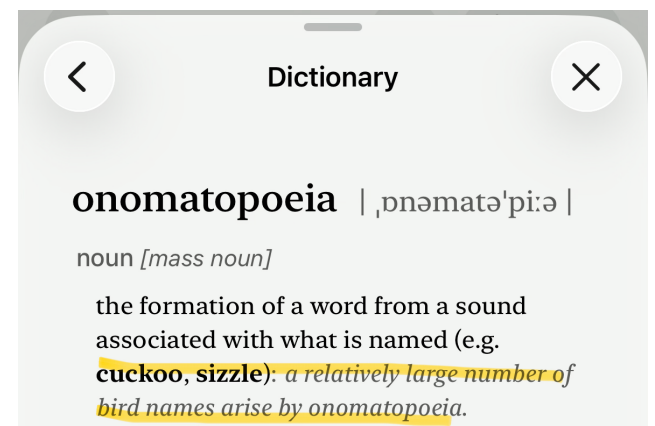 Dictionary
onomatopoeia | ˌɒnəmatəˈpiːə |
noun [mass noun]
the formation of a word from a sound
associated with what is named (e.g.
cuckoo, sizzle): a relatively large number of
bird names arise by onomatopoeia.